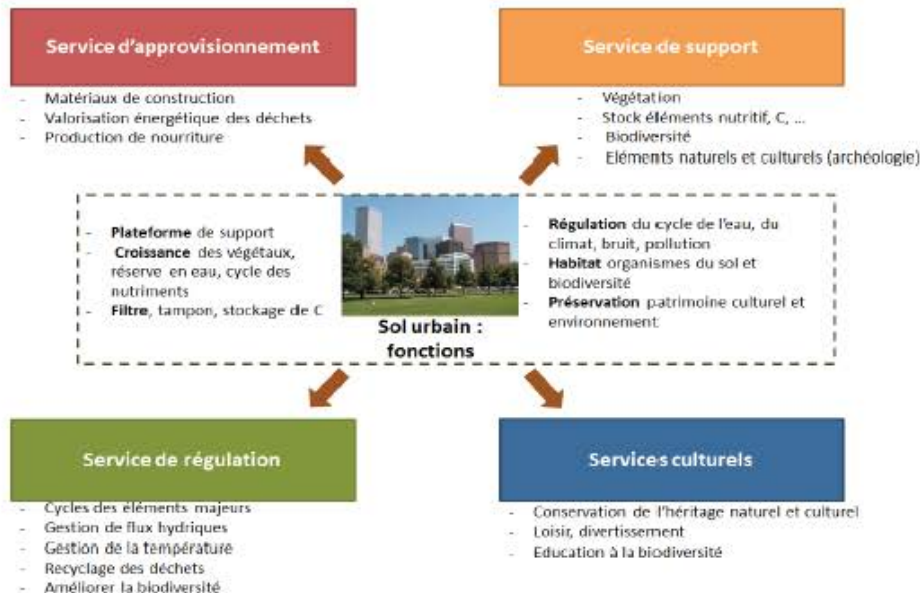 Service d'approvisionnement
- Matériaux de construction
- Valorisation énergétique des déchets
- Production de nourriture
Service de support
- Végétation
- Stock éléments nutritif, C, ...
- Biodiversité
- Eléments naturels et culturels (archéologie)
- Plateforme de support
- Croissance des végétaux,
réserve en eau, cycle des
nutriments
- Filtre, tampon, stockage de C
Sol urbain :
fonctions
- Régulation du cycle de l'eau, du
climat, bruit, pollution
- Habitat organismes du sol et
biodiversité
- Préservation patrimoine culturel et
environnement
Service de régulation
- Cycles des éléments majeurs
- Gestion de flux hydriques
- Gestion de la température
- Recyclage des déchets
- Améliorer la biodiversité
Services culturels
- Conservation de l'héritage naturel et culturel
- Loisir, divertissement
- Education à la biodiversité